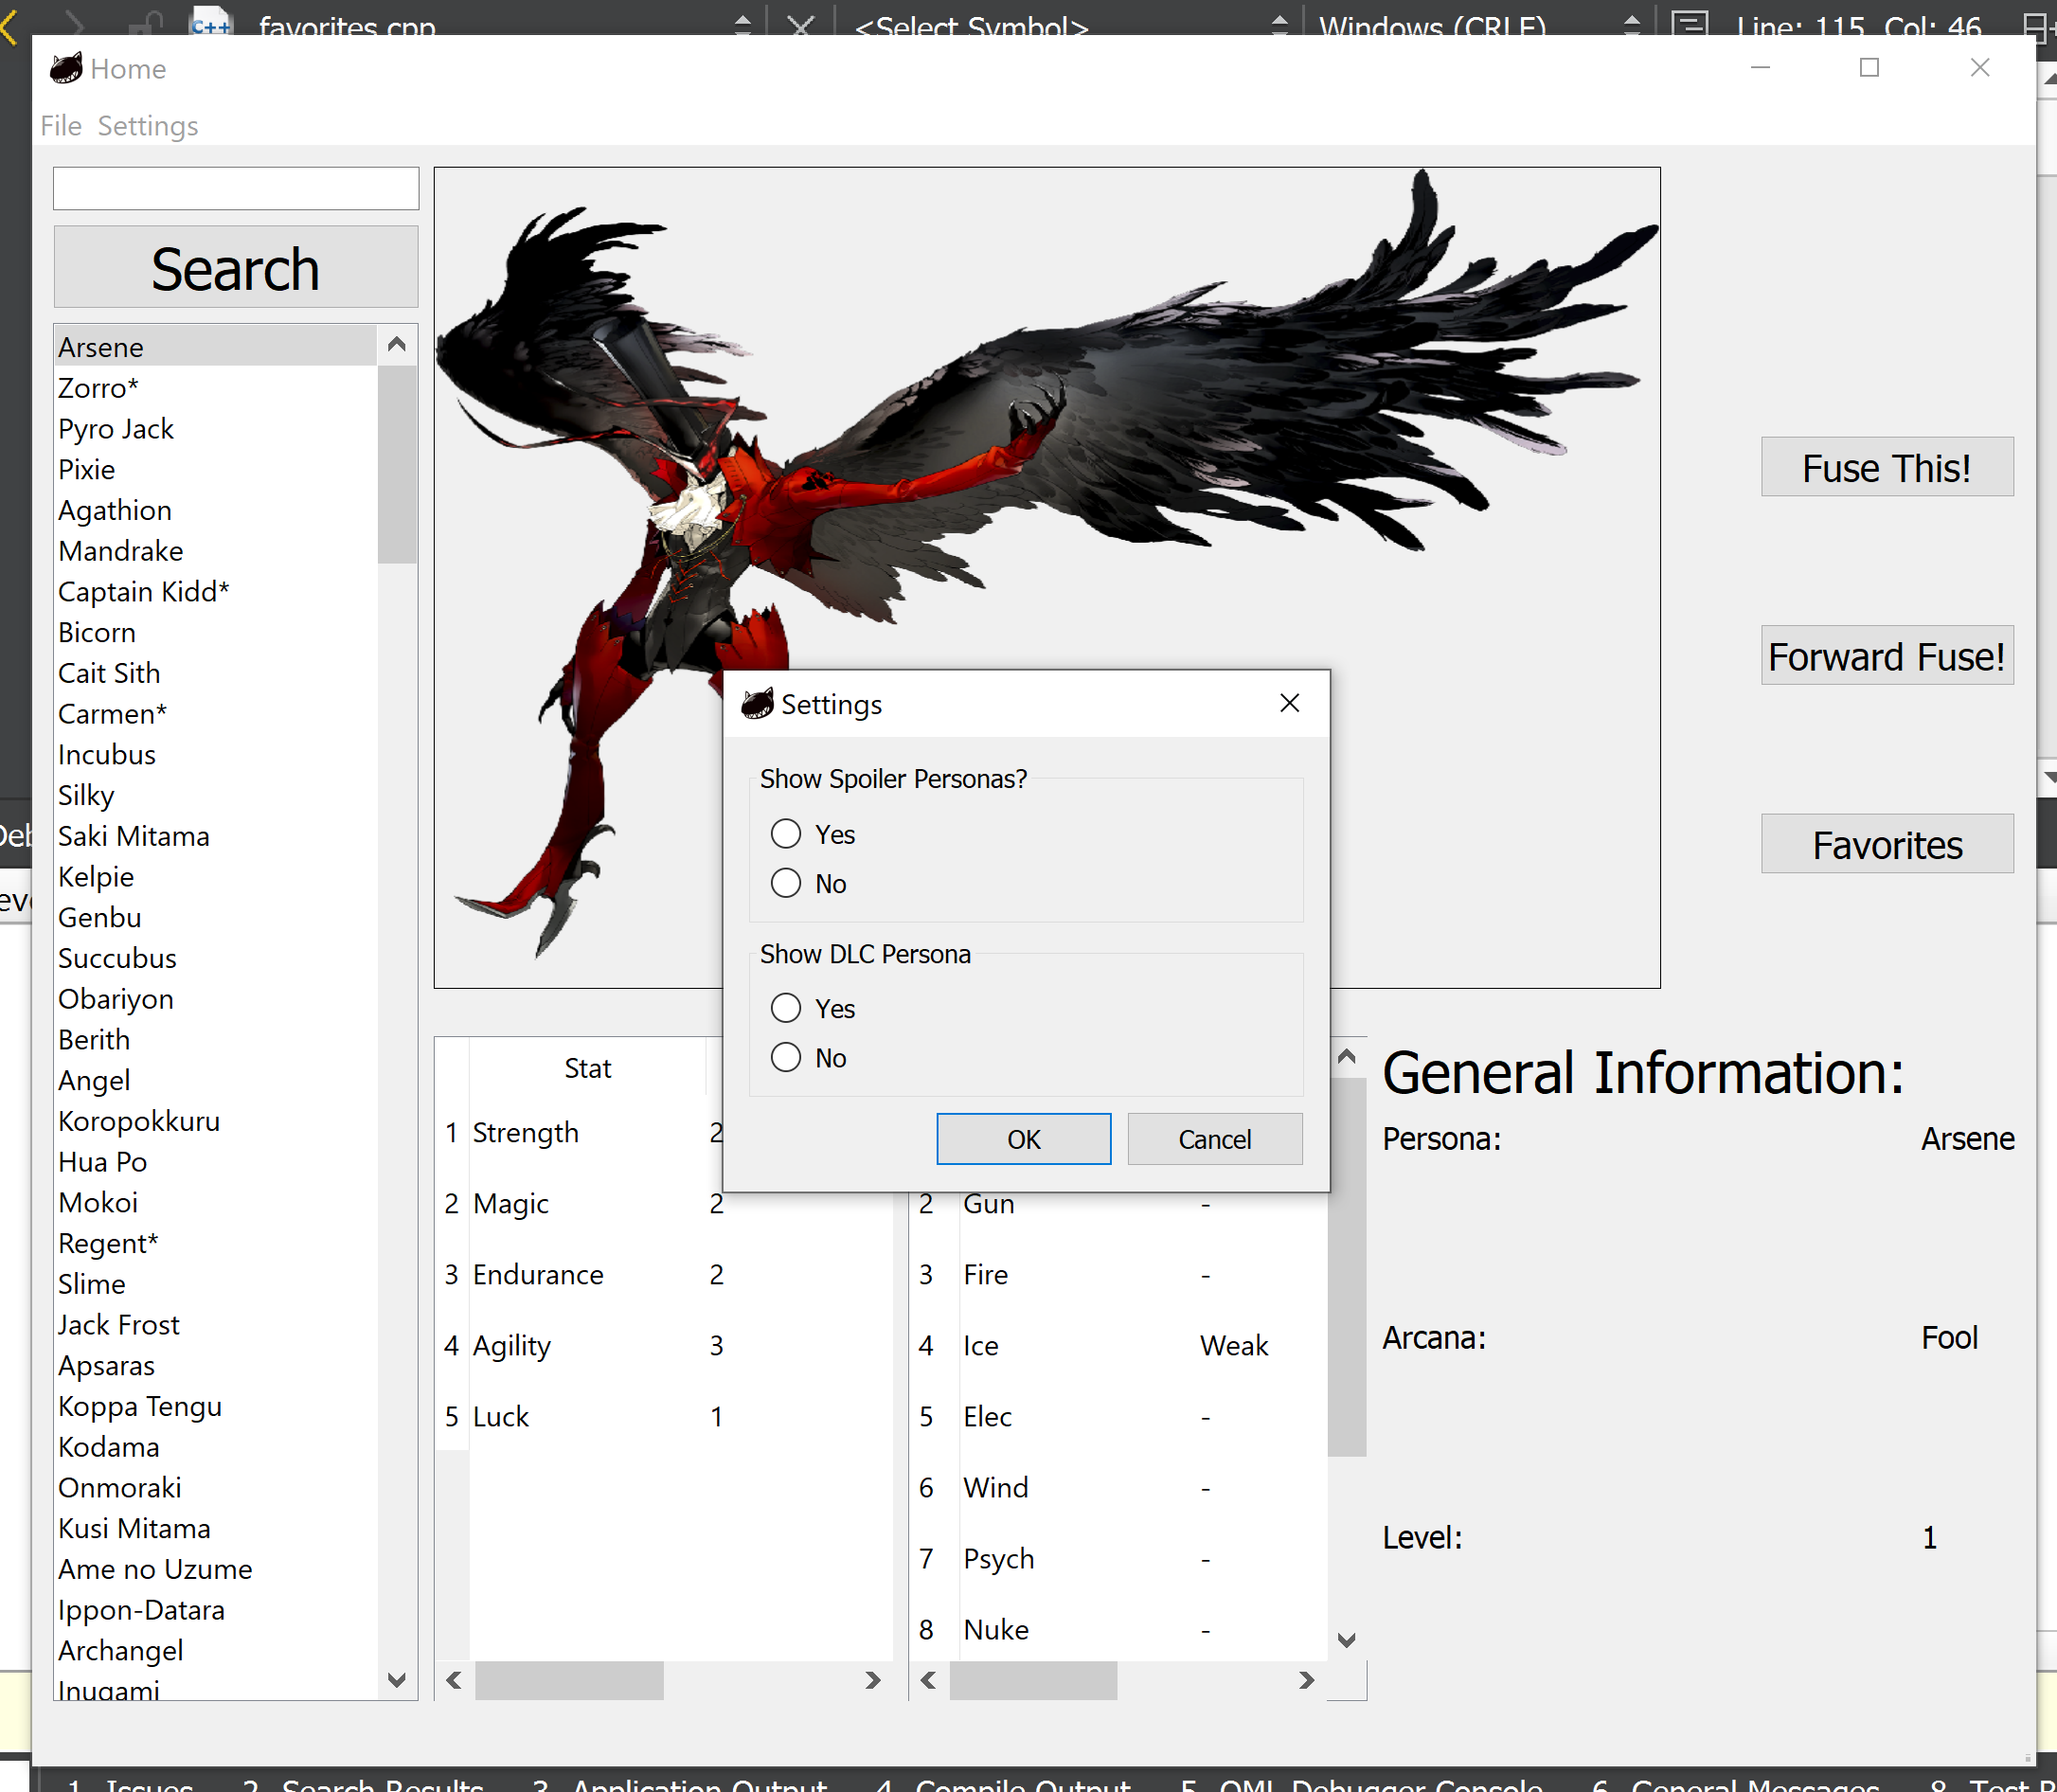 favorites.cpp
<Select Symbol>
Windows (CRLF)
Line: 115, Col: 46
Home
File Settings
Search
Arsene
Zorro*
Pyro Jack
Pixie
Agathion
Mandrake
Captain Kidd*
Bicorn
Cait Sith
Carmen*
Incubus
Silky
Saki Mitama
Kelpie
Genbu
Succubus
Obariyon
Berith
Angel
Koropokkuru
Hua Po
Mokoi
Regent*
Slime
Jack Frost
Apsaras
Koppa Tengu
Kodama
Onmoraki
Kusi Mitama
Ame no Uzume
Ippon-Datara
Archangel
Inugami
Fuse This!
Forward Fuse!
Favorites
Settings
Show Spoiler Personas?
Yes
No
Show DLC Persona
Yes
No
OK Cancel
Stat
1 Strength 2
2 Magic 2
3 Endurance 2
4 Agility 3
5 Luck 1
2 Gun -
3 Fire -
4 Ice Weak
5 Elec -
6 Wind -
7 Psych -
8 Nuke -
General Information:
Persona: Arsene
Arcana: Fool
Level: 1
1 Issues 2 Search Results 3 Application Output 4 Compile Output 5 QML Debugger Console 6 General Messages 8 Test R